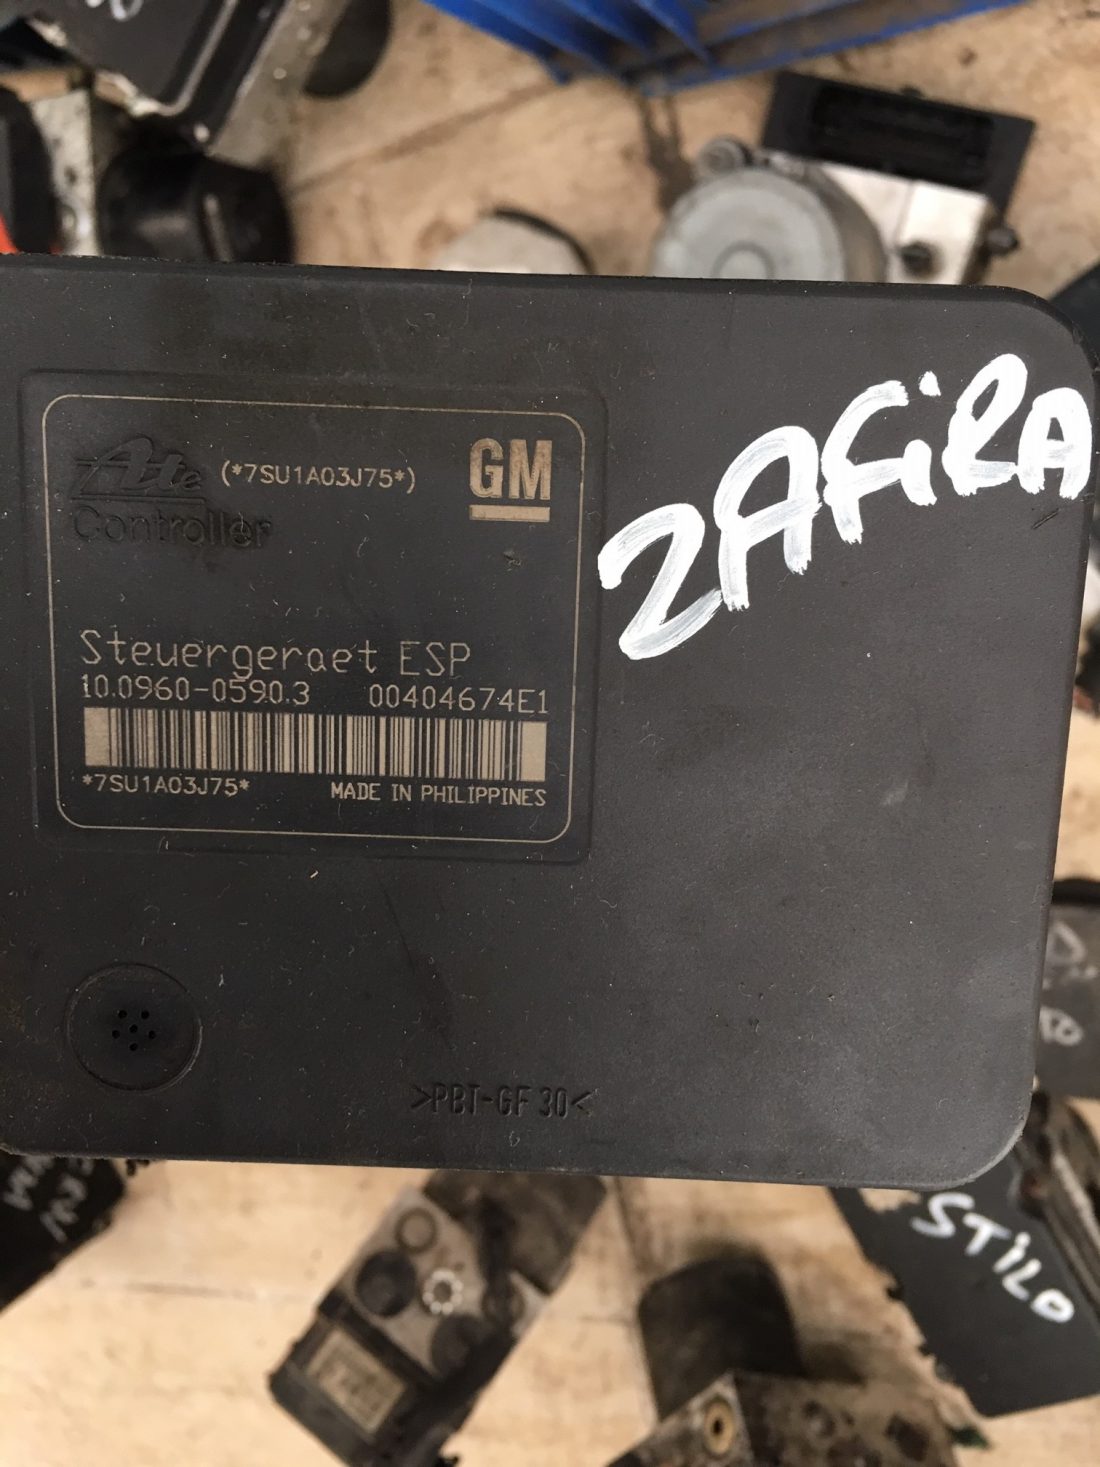 Ate (*7SU1A03J75*) GM
Controller
ZAFiRA
Steuergeraet ESP
10.0960-0590.3 00404674E1
*7SU1A03J75* MADE IN PHILIPPINES
>PBT-GF 30<
STiLO